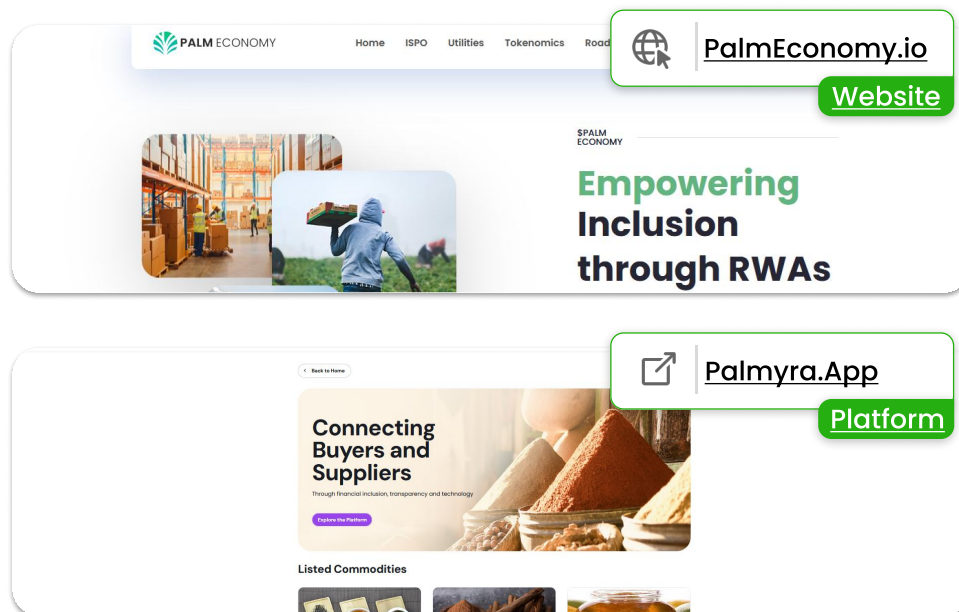 PALM ECONOMY
Home ISPO Utilities Tokenomics Road
PalmEconomy.io
Website
$PALM
ECONOMY
Empowering
Inclusion
through RWAs
Back to Home
Palmyra.App
Platform
Connecting
Buyers and
Suppliers
Through financial inclusion, transparency and technology
Explore the Platform
Listed Commodities